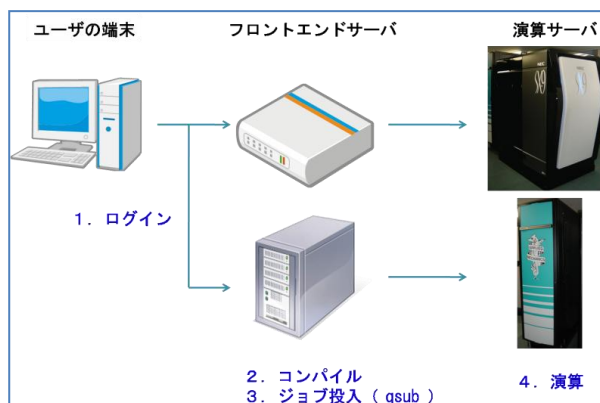 ユーザの端末
フロントエンドサーバ
演算サーバ
NEC
1. ログイン
2. コンパイル
3. ジョブ投入 ( qsub )
4. 演算